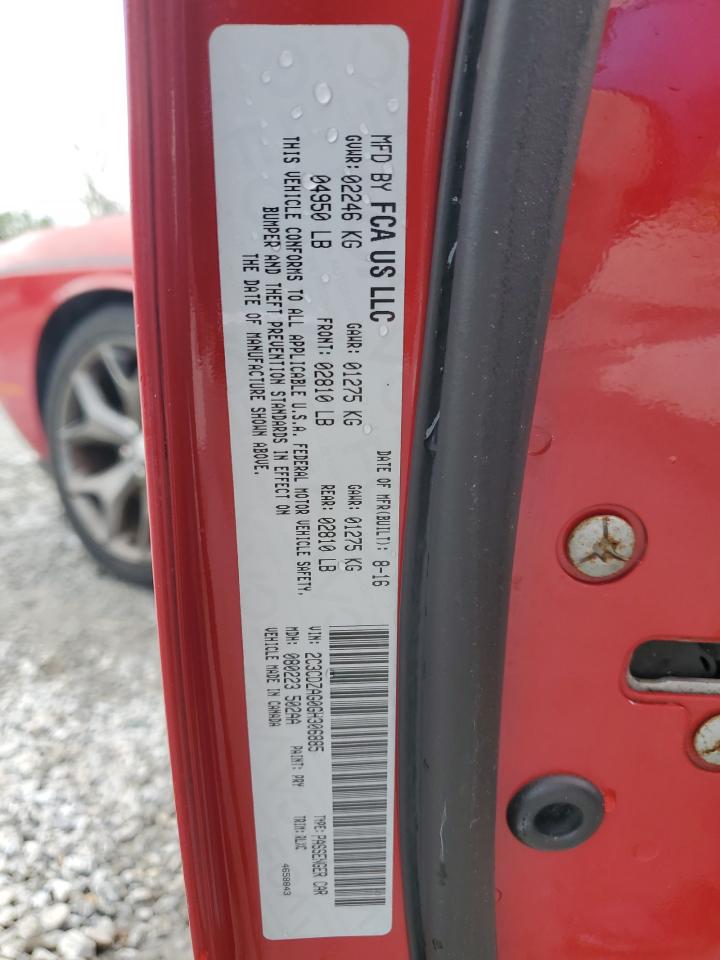 MFD BY FCA US LLC
DATE OF MFR(BUILT): 8-16
GVWR: 02246 KG GAWR: 01275 KG GAWR: 01275 KG
04950 LB FRONT: 02810 LB REAR: 02810 LB
THIS VEHICLE CONFORMS TO ALL APPLICABLE U.S.A. FEDERAL MOTOR VEHICLE SAFETY,
BUMPER AND THEFT PREVENTION STANDARDS IN EFFECT ON
THE DATE OF MANUFACTURE SHOWN ABOVE.
VIN: 2C3CDZAG0GH306885 TYPE: PASSENGER CAR
MDH: 080223 502AA PAINT: PRY TRIM:
VEHICLE MADE IN CANADA 4658843